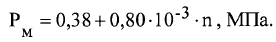 Pм = 0,38 + 0,80·10⁻³ · n , МПа.